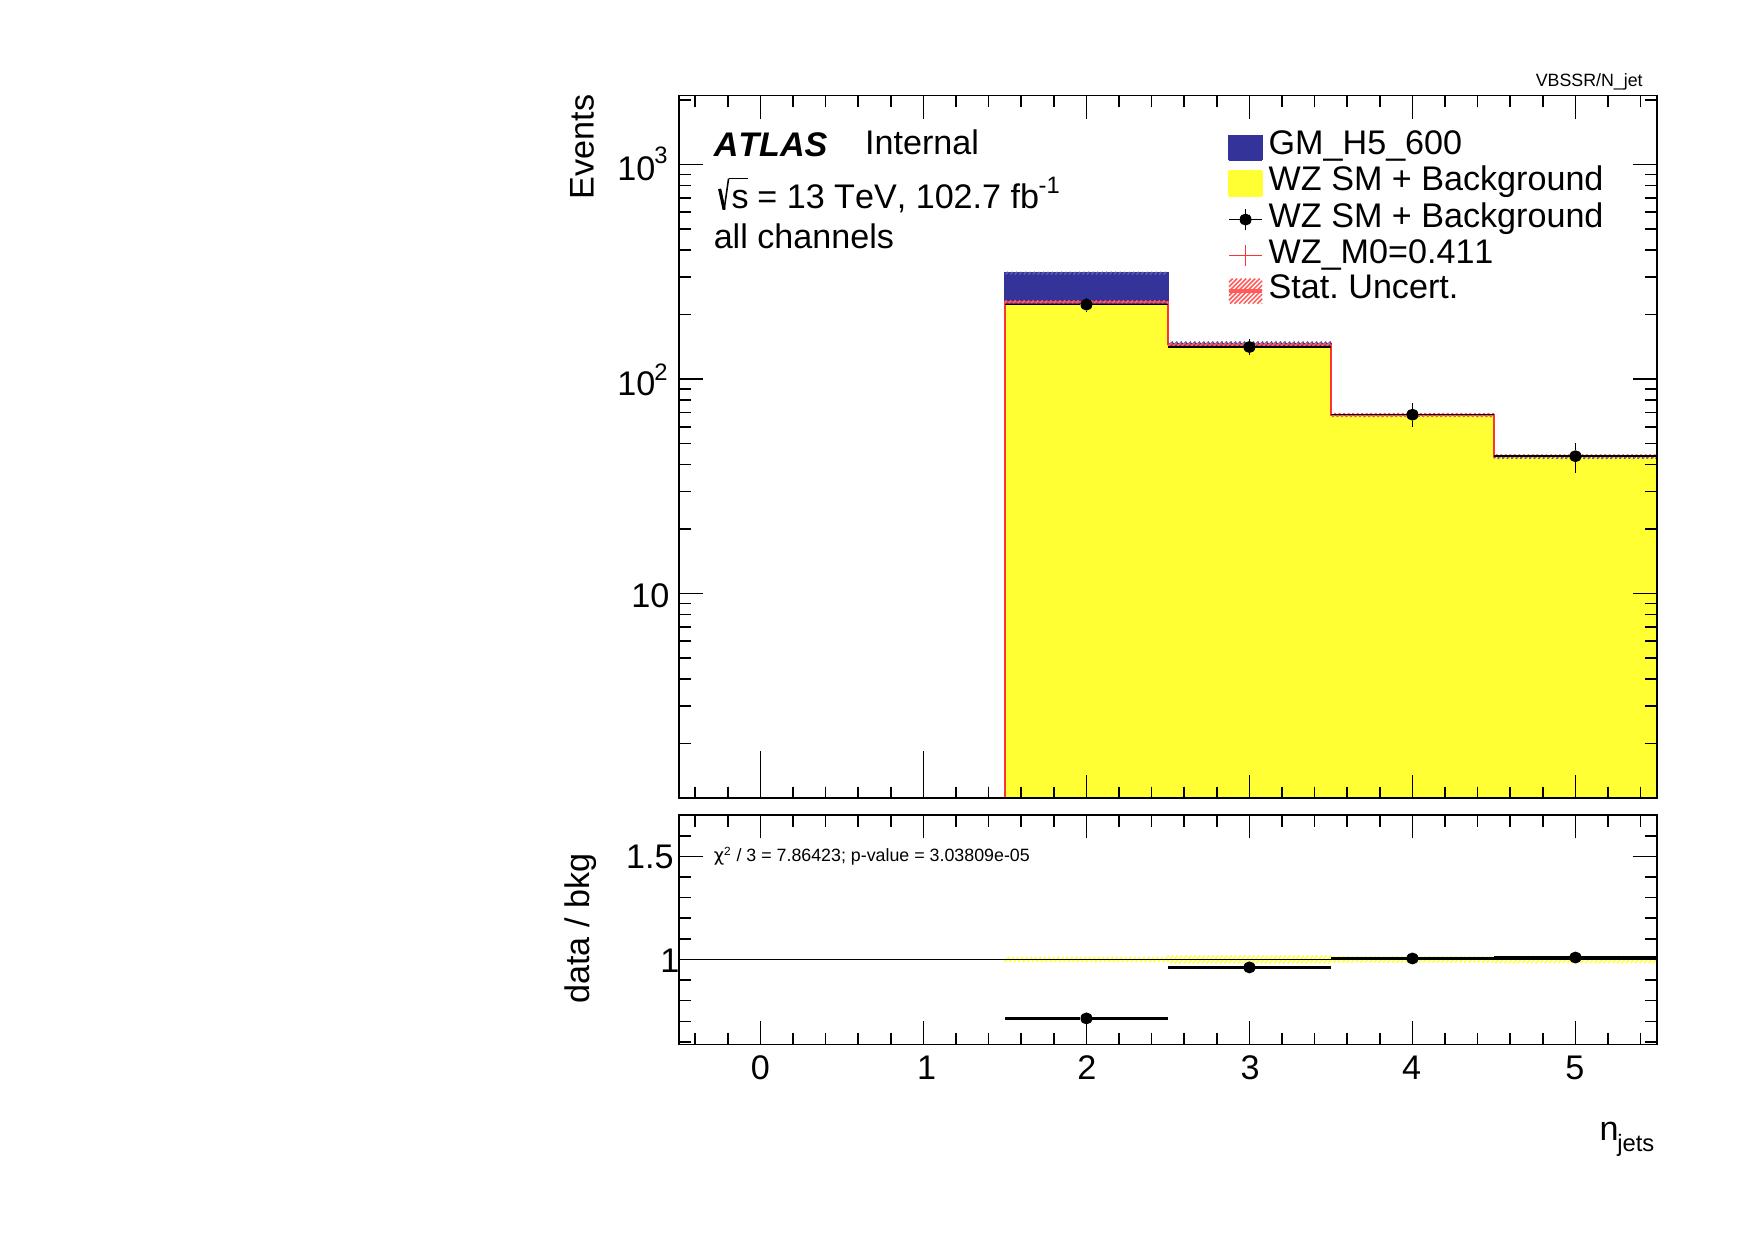 VBSSR/N_jet
Events
ATLAS Internal
√s = 13 TeV, 102.7 fb⁻¹
all channels
GM_H5_600
WZ SM + Background
WZ SM + Background
WZ_M0=0.411
Stat. Uncert.
10³
10²
10
data / bkg
χ² / 3 = 7.86423; p-value = 3.03809e-05
1.5
1
0 1 2 3 4 5
n_jets